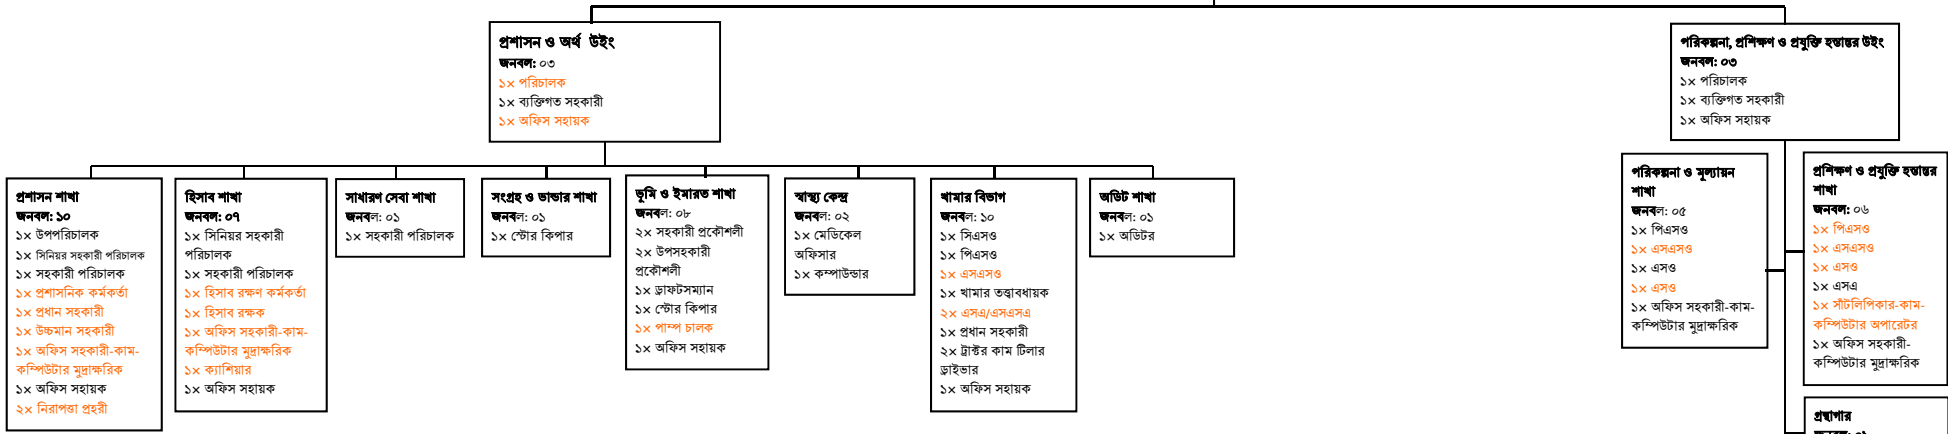 প্রশাসন ও অর্থ উইং
জনবল: ০৩
১× পরিচালক
১× ব্যক্তিগত সহকারী
১× অফিস সহায়ক
পরিকল্পনা, প্রশিক্ষণ ও প্রযুক্তি হস্তান্তর উইং
জনবল: ০৩
১× পরিচালক
১× ব্যক্তিগত সহকারী
১× অফিস সহায়ক
প্রশাসন শাখা
জনবল: ১০
১× উপপরিচালক
১× সিনিয়র সহকারী পরিচালক
১× সহকারী পরিচালক
১× প্রশাসনিক কর্মকর্তা
১× প্রধান সহকারী
১× উচ্চমান সহকারী
১× অফিস সহকারী-কাম-
কম্পিউটার মুদ্রাক্ষরিক
১× অফিস সহায়ক
২× নিরাপত্তা প্রহরী
হিসাব শাখা
জনবল: ০৭
১× সিনিয়র সহকারী
পরিচালক
১× সহকারী পরিচালক
১× হিসাব রক্ষণ কর্মকর্তা
১× হিসাব রক্ষক
১× অফিস সহকারী-কাম-
কম্পিউটার মুদ্রাক্ষরিক
১× ক্যাশিয়ার
১× অফিস সহায়ক
সাধারণ সেবা শাখা
জনবল: ০১
১× সহকারী পরিচালক
সংগ্রহ ও ভান্ডার শাখা
জনবল: ০১
১× স্টোর কিপার
ভূমি ও ইমারত শাখা
জনবল: ০৮
২× সহকারী প্রকৌশলী
২× উপসহকারী
প্রকৌশলী
১× ড্রাফটসম্যান
১× স্টোর কিপার
১× পাম্প চালক
১× অফিস সহায়ক
স্বাস্থ্য কেন্দ্র
জনবল: ০২
১× মেডিকেল
অফিসার
১× কম্পাউন্ডার
খামার বিভাগ
জনবল: ১০
১× সিএসও
১× পিএসও
১× এসএসও
১× খামার তত্ত্বাবধায়ক
২× এসএ/এসএসএ
১× প্রধান সহকারী
২× ট্রাক্টর কাম টিলার
ড্রাইভার
১× অফিস সহায়ক
অডিট শাখা
জনবল: ০১
১× অডিটর
পরিকল্পনা ও মূল্যায়ন
শাখা
জনবল: ০৫
১× পিএসও
১× এসএসও
১× এসও
১× এসও
১× অফিস সহকারী-কাম-
কম্পিউটার মুদ্রাক্ষরিক
প্রশিক্ষণ ও প্রযুক্তি হস্তান্তর
শাখা
জনবল: ০৬
১× পিএসও
১× এসএসও
১× এসও
১× এসএ
১× সাঁটলিপিকার-কাম-
কম্পিউটার অপারেটর
১× অফিস সহকারী-
কম্পিউটার মুদ্রাক্ষরিক
গ্রন্থাগার